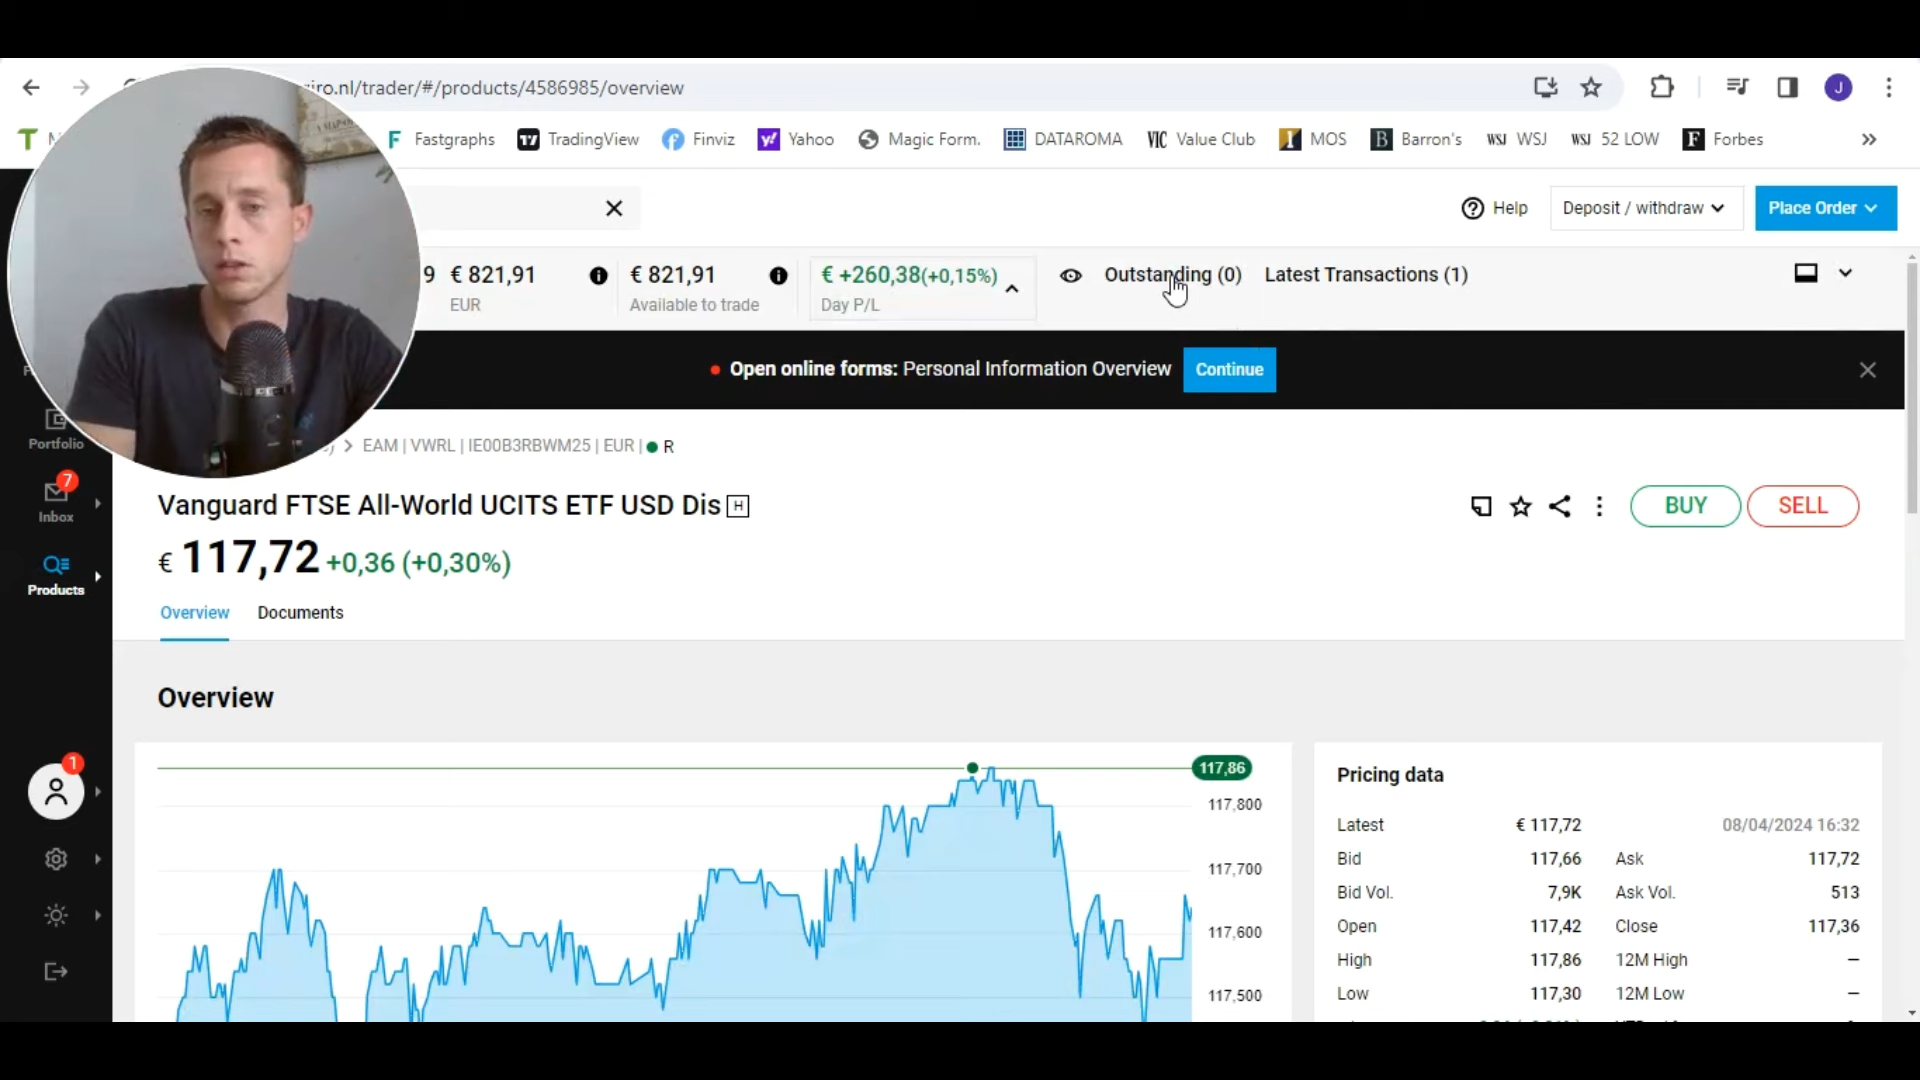 iro.nl/trader/#/products/4586985/overview
J
Fastgraphs
TradingView
Finviz
Yahoo
Magic Form.
DATAROMA
VIC Value Club
MOS
B Barron's
WSJ WSJ
WSJ 52 LOW
F Forbes
Help
Deposit / withdraw
Place Order
9 € 821,91
EUR
€ 821,91
Available to trade
€ +260,38(+0,15%)
Day P/L
Outstanding (0)
Latest Transactions (1)
Open online forms: Personal Information Overview
Continue
Portfolio
7
Inbox
Products
1
EAM | VWRL | IE00B3RBWM25 | EUR | R
Vanguard FTSE All-World UCITS ETF USD Dis H
€ 117,72 +0,36 (+0,30%)
BUY
SELL
Overview
Documents
Overview
117,86
117,800
117,700
117,600
117,500
Pricing data
Latest € 117,72 08/04/2024 16:32
Bid 117,66 Ask 117,72
Bid Vol. 7,9K Ask Vol. 513
Open 117,42 Close 117,36
High 117,86 12M High –
Low 117,30 12M Low –